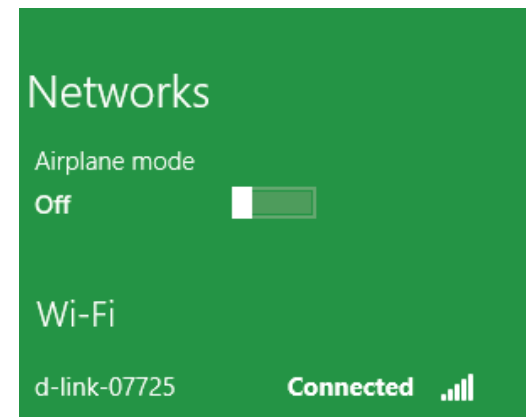 Networks
Airplane mode
Off
Wi-Fi
d-link-07725 Connected